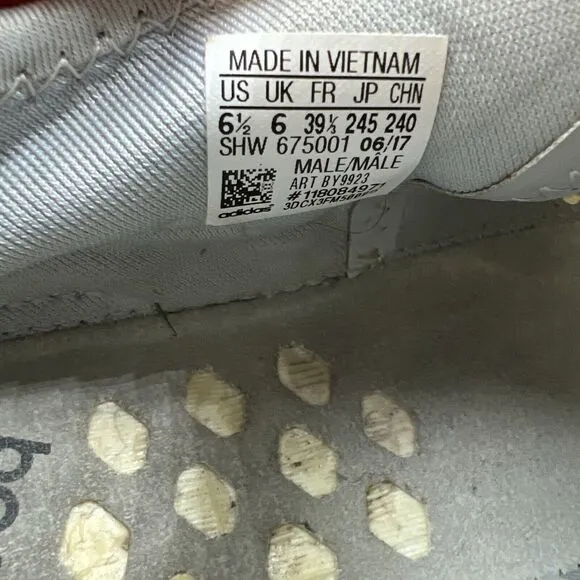 MADE IN VIETNAM
US UK FR JP CHN
6½ 6 39⅓ 245 240
SHW 675001 06/17
MALE/MÂLE
ART BY9923
#118084971
adidas